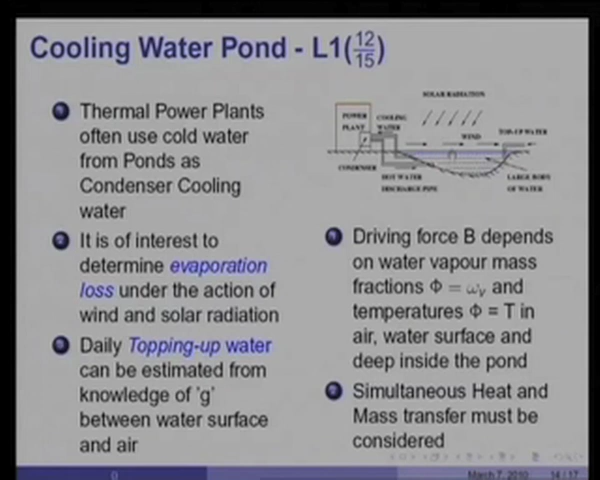 Cooling Water Pond - L1(12/15)
Thermal Power Plants
often use cold water
from Ponds as
Condenser Cooling
water
It is of interest to
determine evaporation
loss under the action of
wind and solar radiation
Daily Topping-up water
can be estimated from
knowledge of 'g'
between water surface
and air
SOLAR RADIATION
POWER
PLANT
COOLING
WATER
WIND
TOP-UP WATER
CONDENSER
HOT WATER
DISCHARGE PIPE
LARGE BODY
OF WATER
Driving force B depends
on water vapour mass
fractions Φ = ωv and
temperatures Φ = T in
air, water surface and
deep inside the pond
Simultaneous Heat and
Mass transfer must be
considered
()
March 7, 2010
14 / 17